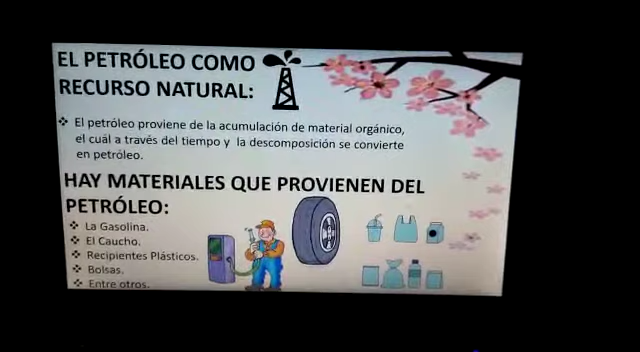 EL PETRÓLEO COMO
RECURSO NATURAL:
❖ El petróleo proviene de la acumulación de material orgánico,
el cuál a través del tiempo y la descomposición se convierte
en petróleo.
HAY MATERIALES QUE PROVIENEN DEL
PETRÓLEO:
❖ La Gasolina.
❖ El Caucho.
❖ Recipientes Plásticos.
❖ Bolsas.
❖ Entre otros.